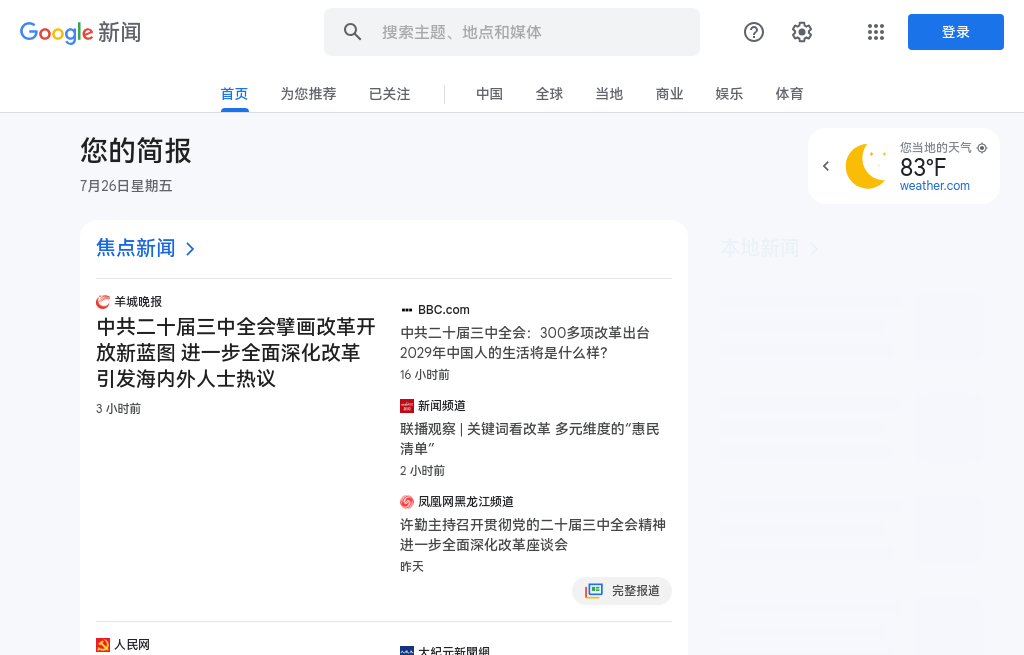 Google 新闻
搜索主题、地点和媒体
登录
首页
为您推荐
已关注
中国
全球
当地
商业
娱乐
体育
您的简报
7月26日星期五
您当地的天气
83°F
weather.com
焦点新闻
本地新闻
羊城晚报
中共二十届三中全会擘画改革开
放新蓝图 进一步全面深化改革
引发海内外人士热议
3 小时前
BBC.com
中共二十届三中全会：300多项改革出台
2029年中国人的生活将是什么样？
16 小时前
新闻频道
联播观察 | 关键词看改革 多元维度的“惠民
清单”
2 小时前
凤凰网黑龙江频道
许勤主持召开贯彻党的二十届三中全会精神
进一步全面深化改革座谈会
昨天
完整报道
人民网
大紀元新聞網